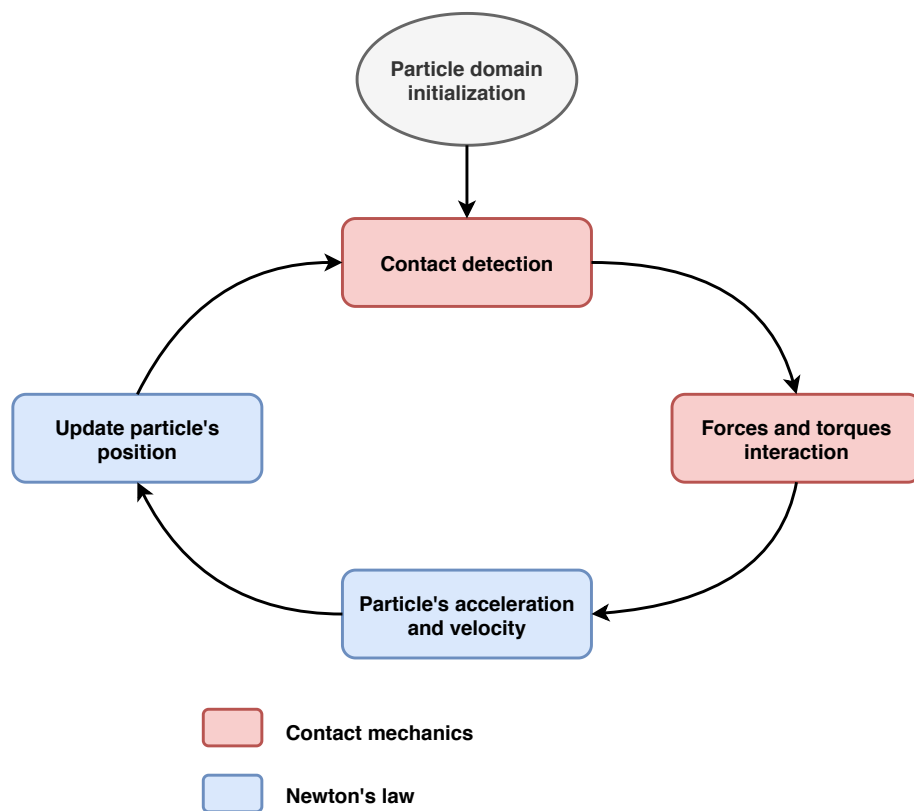 Particle domain
initialization
Contact detection
Forces and torques
interaction
Update particle's
position
Particle's acceleration
and velocity
Contact mechanics
Newton's law